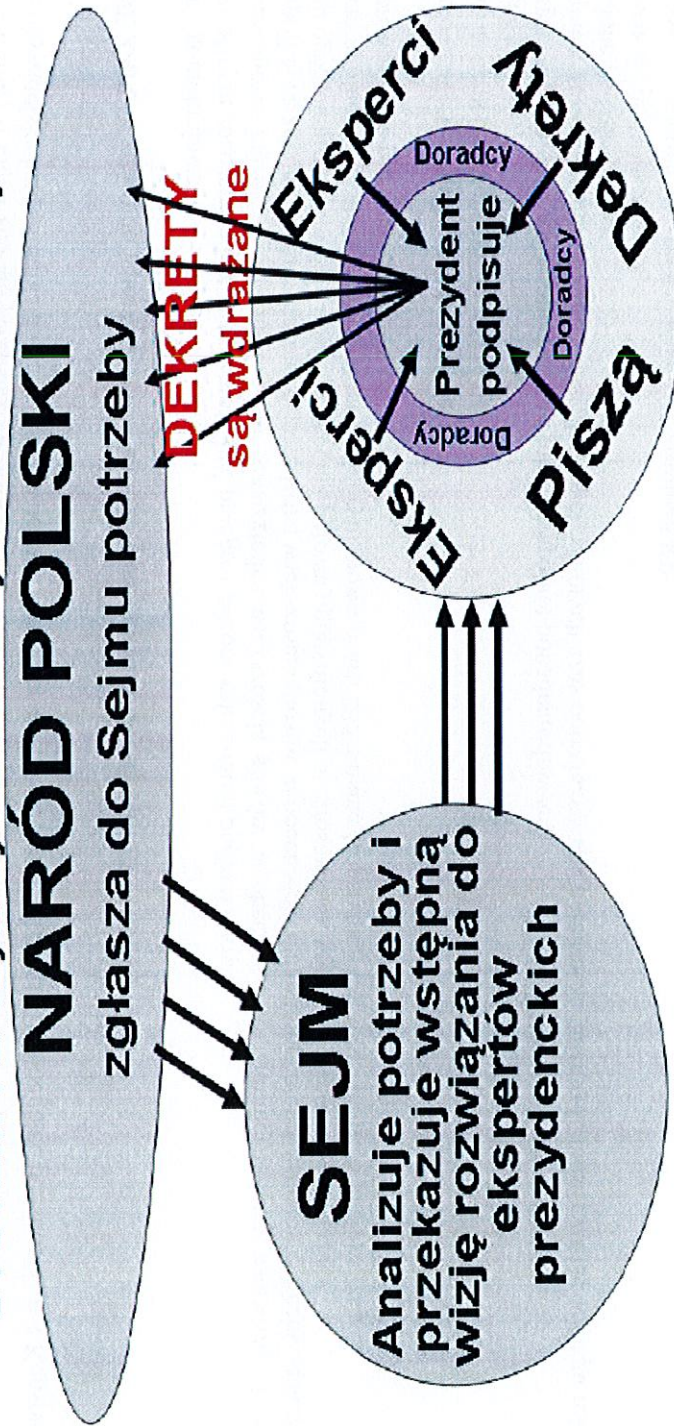 NARÓD POLSKI
zgłasza do Sejmu potrzeby
DEKRETY
są wdrażane
SEJM
Analizuje potrzeby i
przekazuje wstępną
wizję rozwiązania do
ekspertów
prezydenckich
Eksperci
Eksperci
Piszą
Dekrety
Doradcy
Doradcy
Doradcy
Prezydent
podpisuje